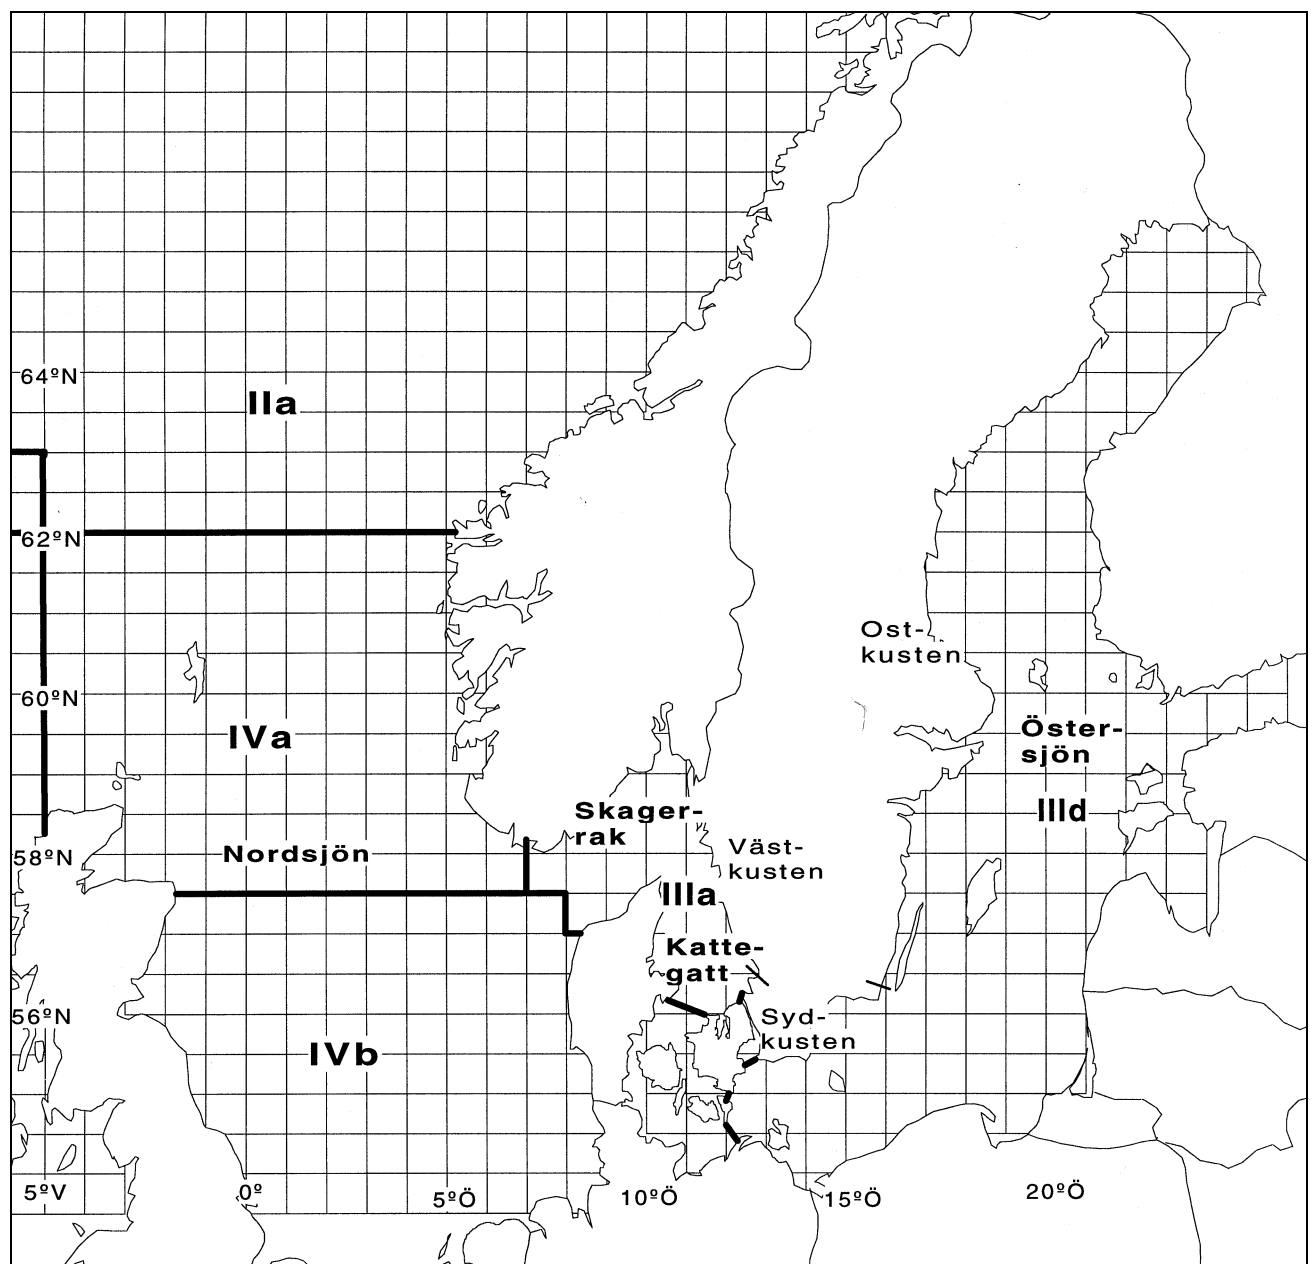 64ºN
IIa
62ºN
Ost-
kusten
60ºN
IVa
Öster-
sjön
Skager-
rak
IIId
58ºN
Nordsjön
Väst-
kusten
IIIa
Katte-
gatt
56ºN
Syd-
kusten
IVb
5ºV
0º
5ºÖ
10ºÖ
15ºÖ
20ºÖ